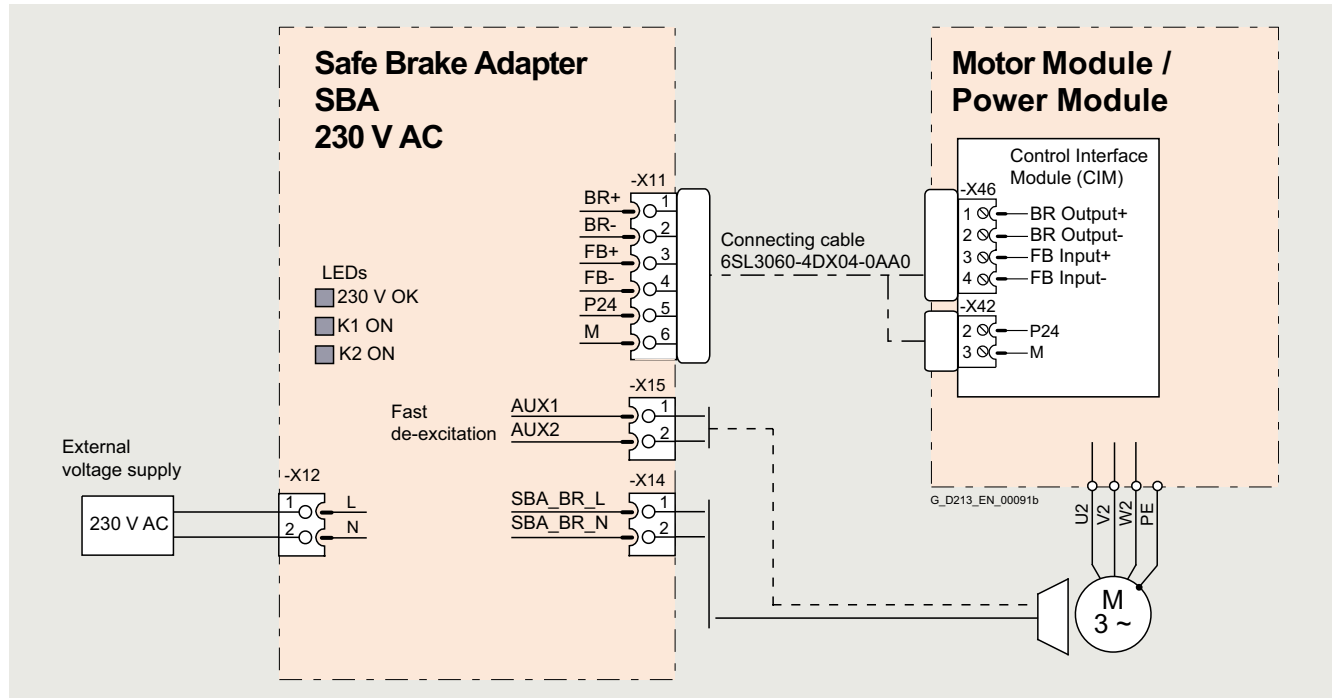 Safe Brake Adapter
SBA
230 V AC
LEDs
230 V OK
K1 ON
K2 ON
-X11
BR+
1
BR-
2
FB+
3
FB-
4
P24
5
M
6
Connecting cable
6SL3060-4DX04-0AA0
Motor Module /
Power Module
Control Interface
Module (CIM)
-X46
1 BR Output+
2 BR Output-
3 FB Input+
4 FB Input-
-X42
2 P24
3 M
-X15
Fast
de-excitation
AUX1
1
AUX2
2
External
voltage supply
230 V AC
-X12
1
L
2
N
-X14
SBA_BR_L
1
SBA_BR_N
2
G_D213_EN_00091b
U2
V2
W2
PE
M
3 ~